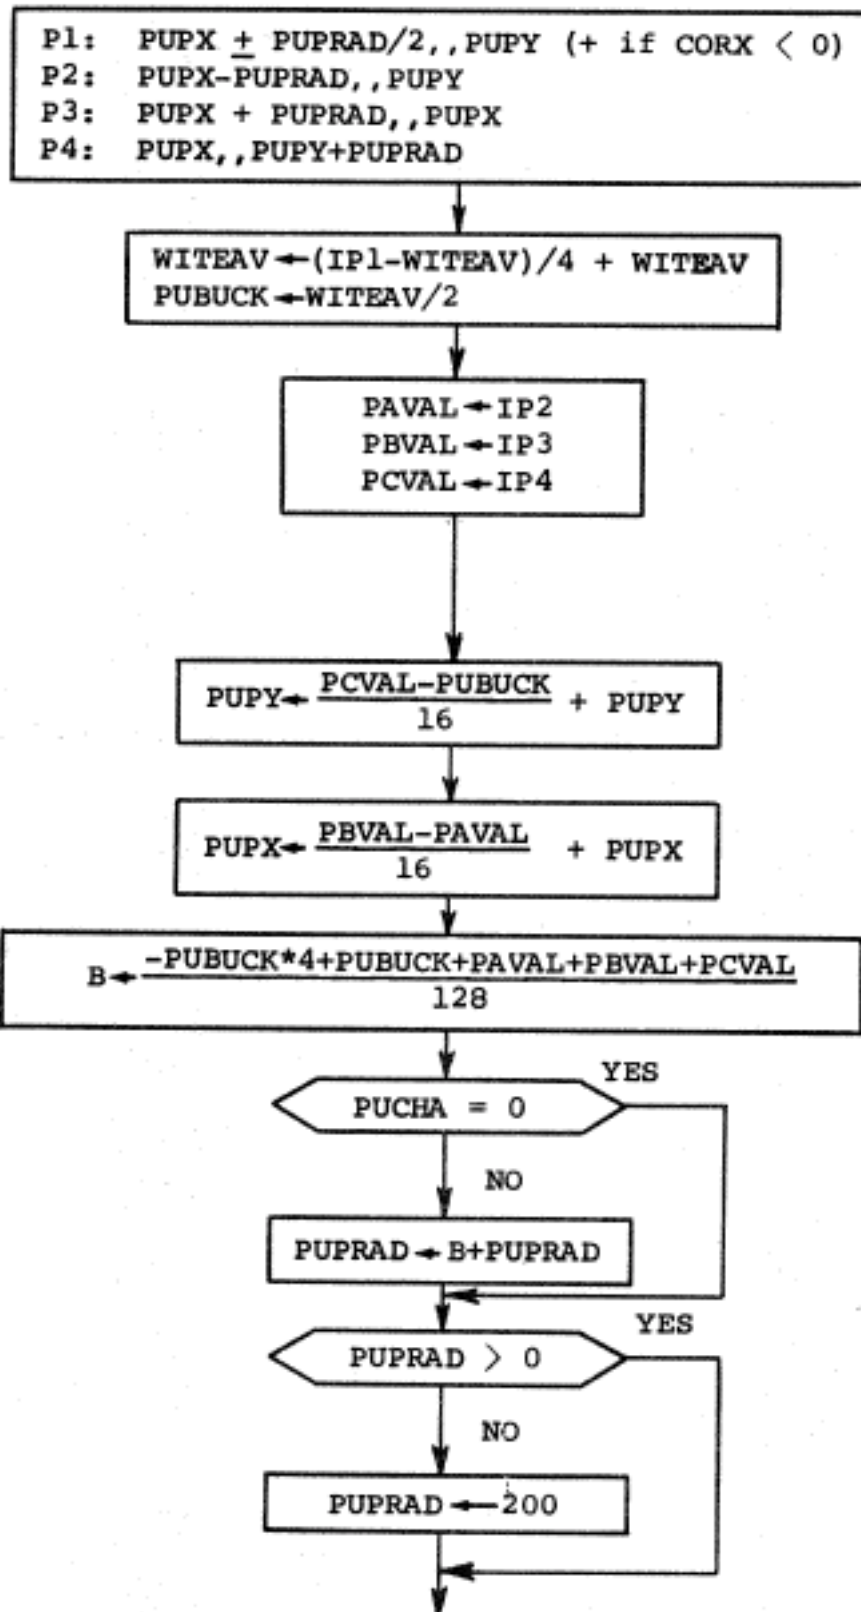 P1: PUPX ± PUPRAD/2,,PUPY (+ if CORX < 0)
P2: PUPX-PUPRAD,,PUPY
P3: PUPX + PUPRAD,,PUPX
P4: PUPX,,PUPY+PUPRAD
WITEAV←(IP1-WITEAV)/4 + WITEAV
PUBUCK←WITEAV/2
PAVAL←IP2
PBVAL←IP3
PCVAL←IP4
PUPY← PCVAL-PUBUCK + PUPY
16
PUPX← PBVAL-PAVAL + PUPX
16
B← -PUBUCK*4+PUBUCK+PAVAL+PBVAL+PCVAL
128
YES
PUCHA = 0
NO
PUPRAD←B+PUPRAD
YES
PUPRAD > 0
NO
PUPRAD←200